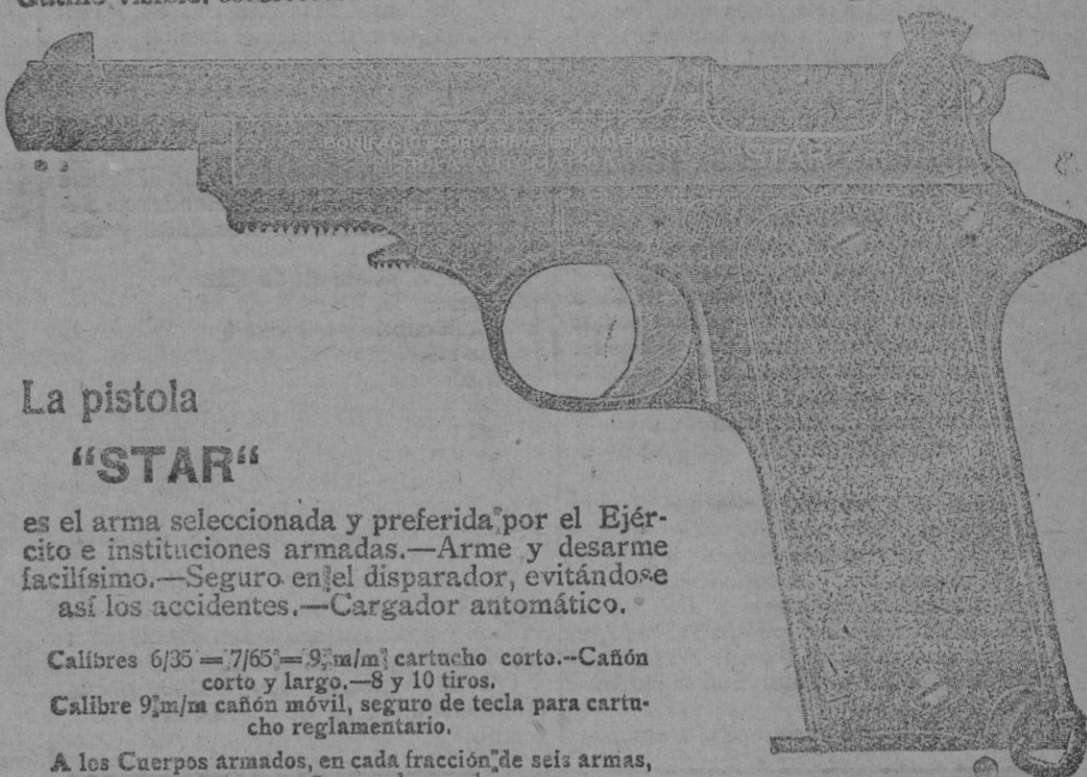 La pistola
“STAR“
es el arma seleccionada y preferida por el Ejér-
cito e instituciones armadas.—Arme y desarme
facilísimo.—Seguro en el disparador, evitándose
así los accidentes.—Cargador antomático.
Calibres 6/35 = 7/65 = 9 m/m cartucho corto.--Cañón
corto y largo.—8 y 10 tiros.
Calibre 9 m/m cañón móvil, seguro de tecla para cartu-
cho reglamentario.
A los Cuerpos armados, en cada fracción de seis armas,
STAR